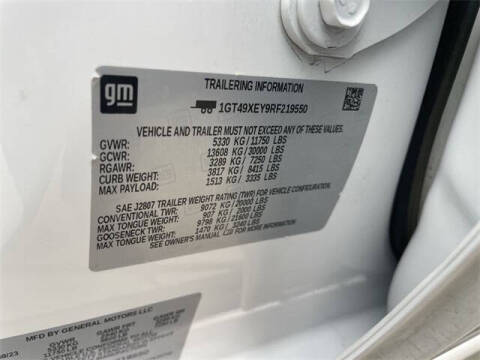 gm
TRAILERING INFORMATION
1GT49XEY9RF219550
VEHICLE AND TRAILER MUST NOT EXCEED ANY OF THESE:
GVWR: 5330 KG/11750 LBS
GCWR: 13608 KG/30000 LBS
RGAWR: 3289 KG/ 7250 LBS
CURB WEIGHT: 3817 KG/ 8415 LBS
MAX PAYLOAD: 1513 KG/ 3335 LBS
SAE J2807 TRAILER WEIGHT RATING (TWR) FOR VEHICLE CONFIGURATION.
CONVENTIONAL TWR: 9072 KG/20000 LBS
MAX TONGUE WEIGHT: 907 KG/ 2000 LBS
GOOSENECK TWR: 9798 KG/21600 LBS
MAX TONGUE WEIGHT: 1470 KG/ 3240 LBS
SEE OWNER'S MANUAL FOR MORE INFORMATION.
MFD BY GENERAL MOTORS LLC
GVWR